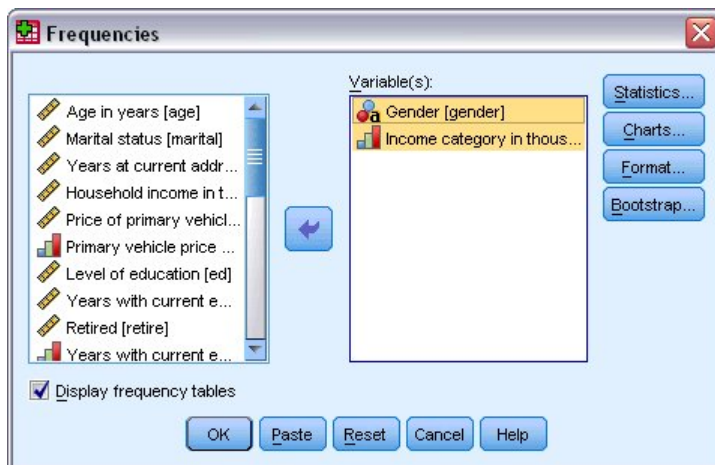 Frequencies
Age in years [age]
Marital status [marital]
Years at current addr...
Household income in t...
Price of primary vehicl...
Primary vehicle price ...
Level of education [ed]
Years with current e...
Retired [retire]
Years with current e...
Variable(s):
Gender [gender]
Income category in thous...
Statistics...
Charts...
Format...
Bootstrap...
Display frequency tables
OK
Paste
Reset
Cancel
Help